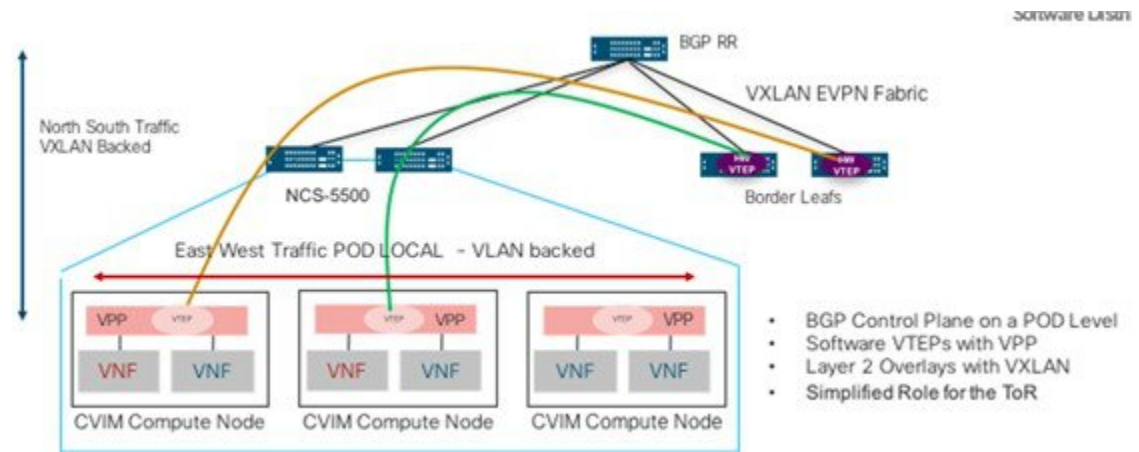 BGP RR
VXLAN EVPN Fabric
North South Traffic
VXLAN Backed
VTEP
VTEP
NCS-5500
Border Leafs
East West Traffic POD LOCAL - VLAN backed
VPP
VTEP
VTEP
VPP
VPP
VNF
VNF
VNF
VNF
VNF
VNF
CVIM Compute Node
CVIM Compute Node
CVIM Compute Node
• BGP Control Plane on a POD Level
• Software VTEPs with VPP
• Layer 2 Overlays with VXLAN
• Simplified Role for the ToR